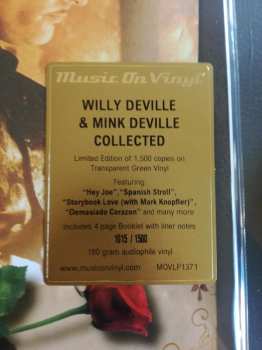 Music On Vinyl
WILLY DEVILLE
& MINK DEVILLE
COLLECTED
Limited Edition of 1,500 copies on
Transparent Green Vinyl
Featuring
"Hey Joe", "Spanish Stroll",
"Storybook Love (with Mark Knopfler)",
"Demasiado Corazon" and many more
Includes 4 page Booklet with liner notes
1015 / 1500
180 gram audiophile vinyl
www.musiconvinyl.com MOVLP1371